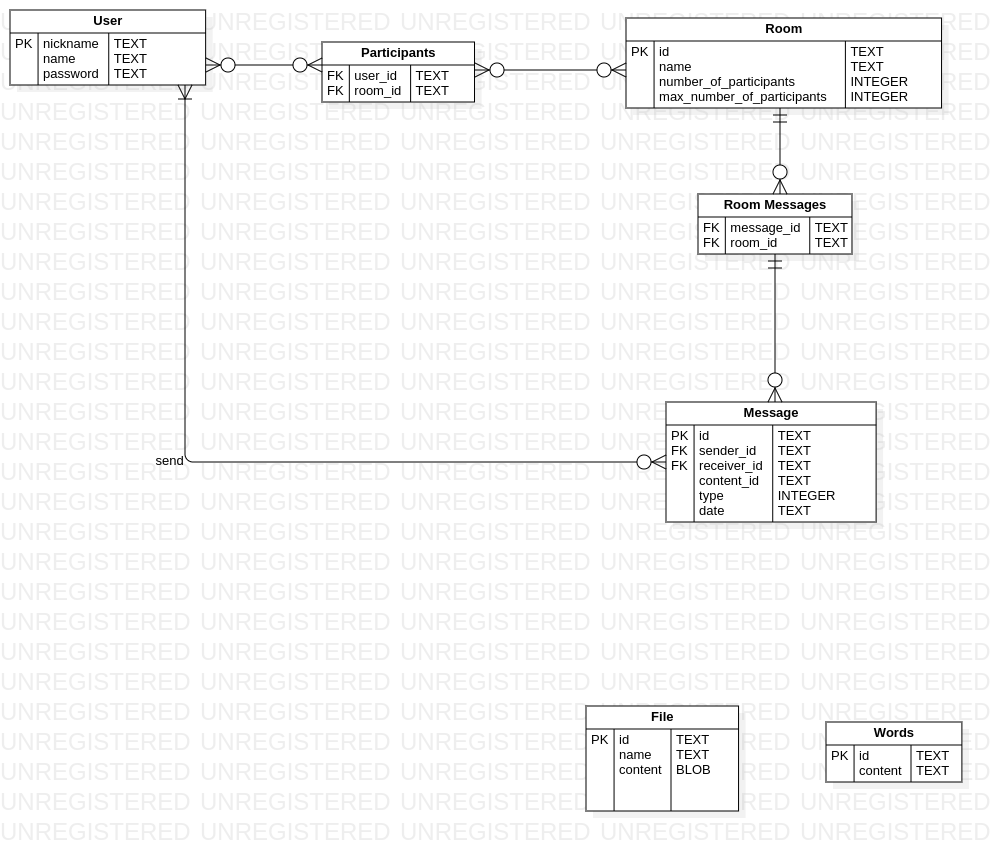 User
PK nickname TEXT
name TEXT
password TEXT
Participants
FK user_id TEXT
FK room_id TEXT
Room
PK id TEXT
name TEXT
number_of_participants INTEGER
max_number_of_participants INTEGER
Room Messages
FK message_id TEXT
FK room_id TEXT
send
Message
PK id TEXT
FK sender_id TEXT
FK receiver_id TEXT
content_id TEXT
type INTEGER
date TEXT
File
PK id TEXT
name TEXT
content BLOB
Words
PK id TEXT
content TEXT
UNREGISTERED